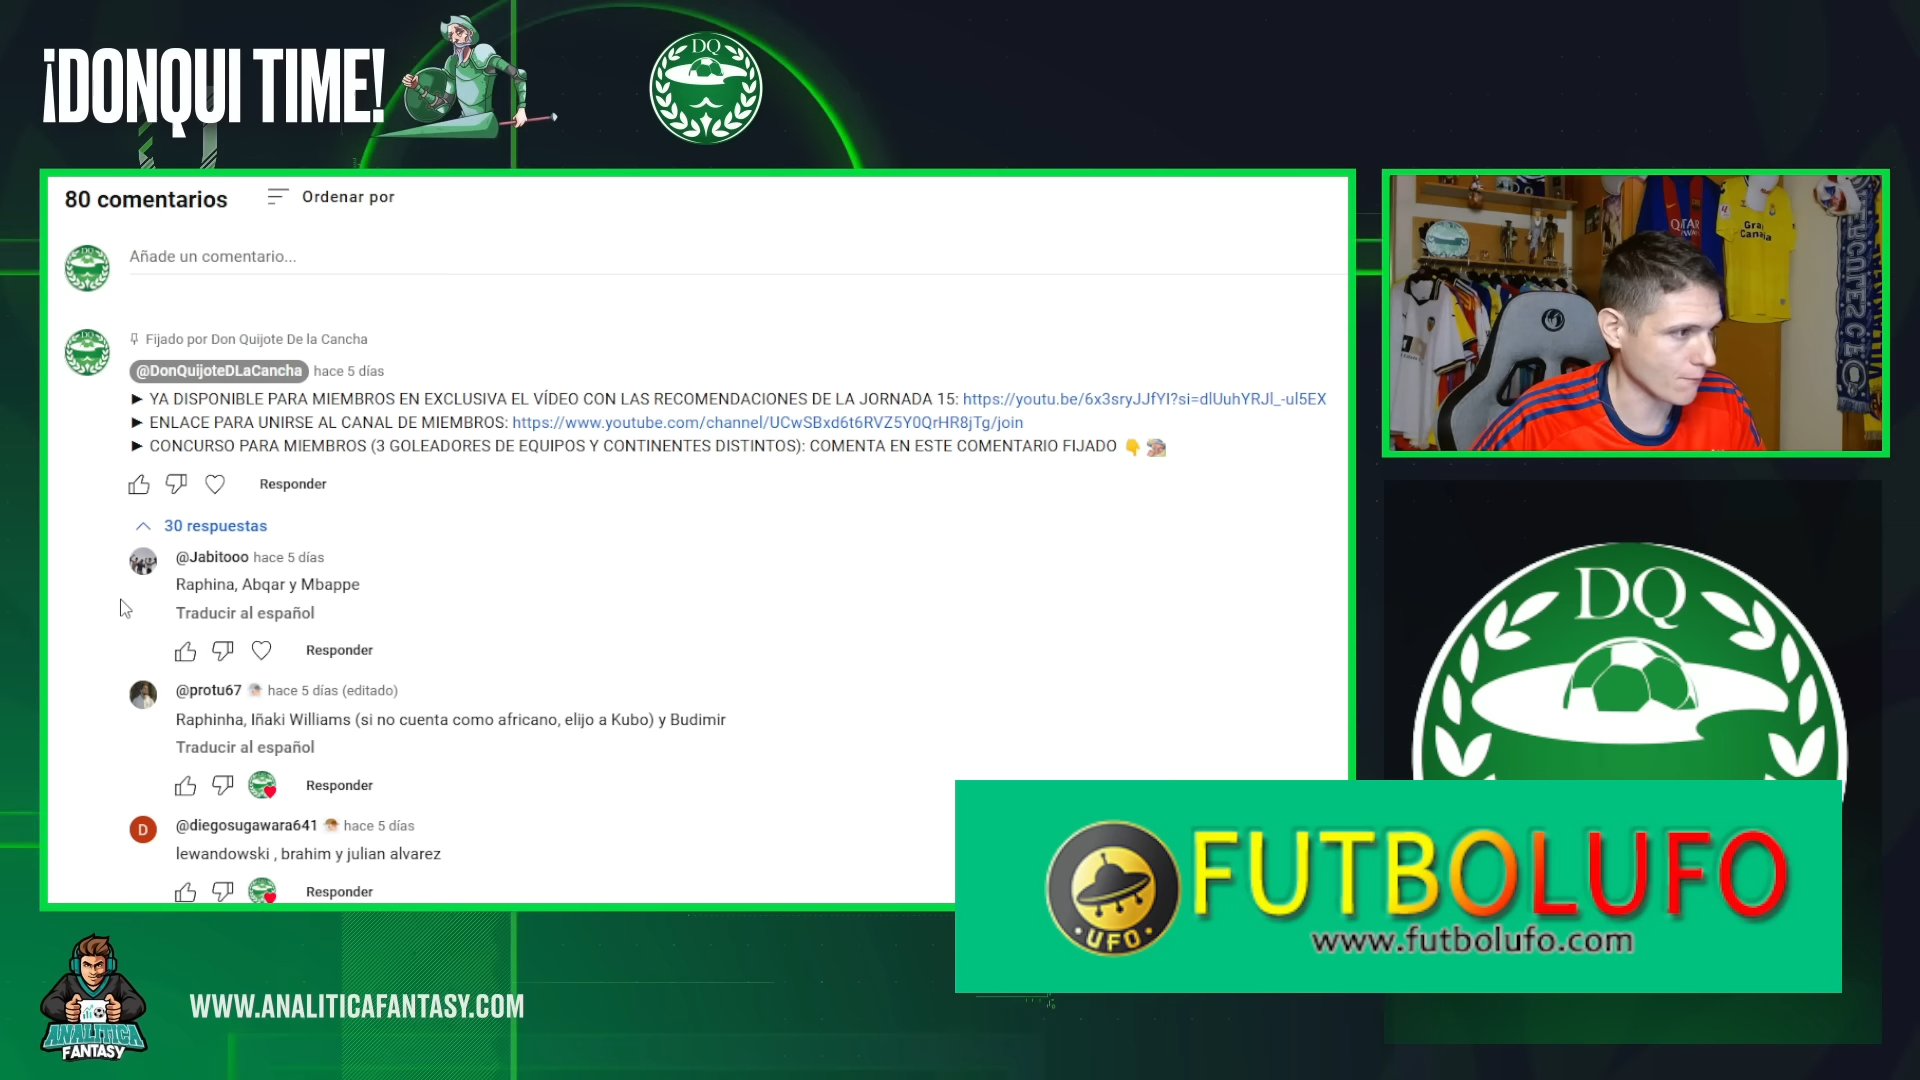 ¡DONQUI TIME!
DQ
80 comentarios
Ordenar por
Añade un comentario...
Fijado por Don Quijote De la Cancha
@DonQuijoteDLaCancha hace 5 días
► YA DISPONIBLE PARA MIEMBROS EN EXCLUSIVA EL VÍDEO CON LAS RECOMENDACIONES DE LA JORNADA 15: https://youtu.be/6x3sryJJfYI?si=dlUuhYRJl_-ul5EX
► ENLACE PARA UNIRSE AL CANAL DE MIEMBROS: https://www.youtube.com/channel/UCwSBxd6t6RVZ5Y0QrHR8jTg/join
► CONCURSO PARA MIEMBROS (3 GOLEADORES DE EQUIPOS Y CONTINENTES DISTINTOS): COMENTA EN ESTE COMENTARIO FIJADO 👇
Responder
30 respuestas
@Jabitooo hace 5 días
Raphina, Abqar y Mbappe
Traducir al español
Responder
@protu67 hace 5 días (editado)
Raphinha, Iñaki Williams (si no cuenta como africano, elijo a Kubo) y Budimir
Traducir al español
Responder
D
@diegosugawara641 hace 5 días
lewandowski , brahim y julian alvarez
Responder
QATAR
Gran
Canaria
DQ
UFO
FUTBOLUFO
www.futbolufo.com
ANALITICA
FANTASY
WWW.ANALITICAFANTASY.COM